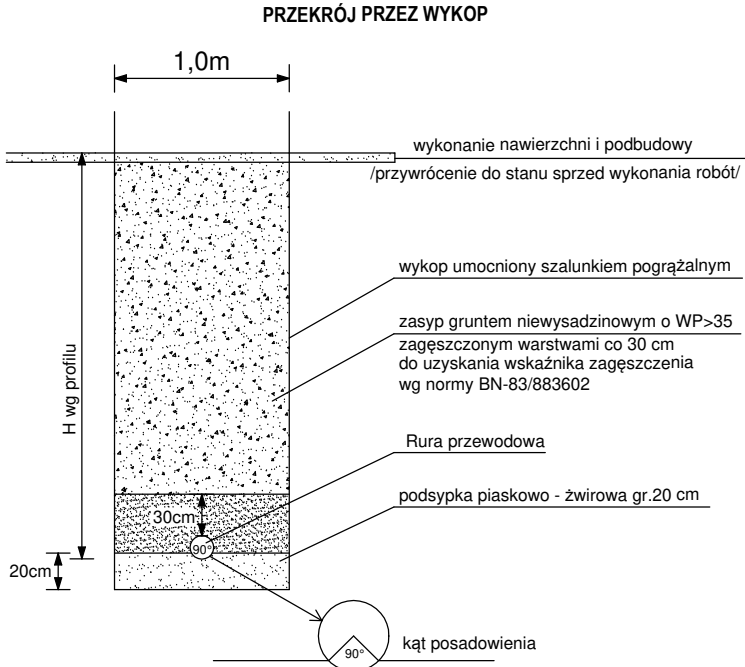 PRZEKRÓJ PRZEZ WYKOP
1,0m
wykonanie nawierzchni i podbudowy
/przywrócenie do stanu sprzed wykonania robót/
wykop umocniony szalunkiem pogrążalnym
zasyp gruntem niewysadzinowym o WP>35
zagęszczonym warstwami co 30 cm
do uzyskania wskaźnika zagęszczenia
wg normy BN-83/883602
H wg profilu
Rura przewodowa
podsypka piaskowo - żwirowa gr.20 cm
30cm
90°
20cm
kąt posadowienia
90°